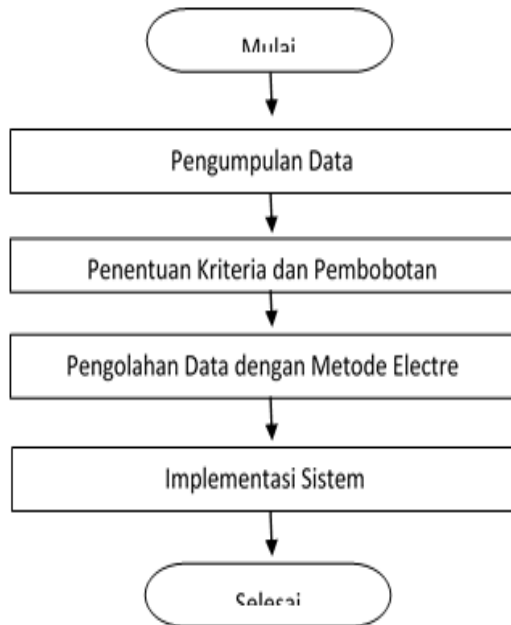 Mulai
Pengumpulan Data
Penentuan Kriteria dan Pembobotan
Pengolahan Data dengan Metode Electre
Implementasi Sistem
Selesai